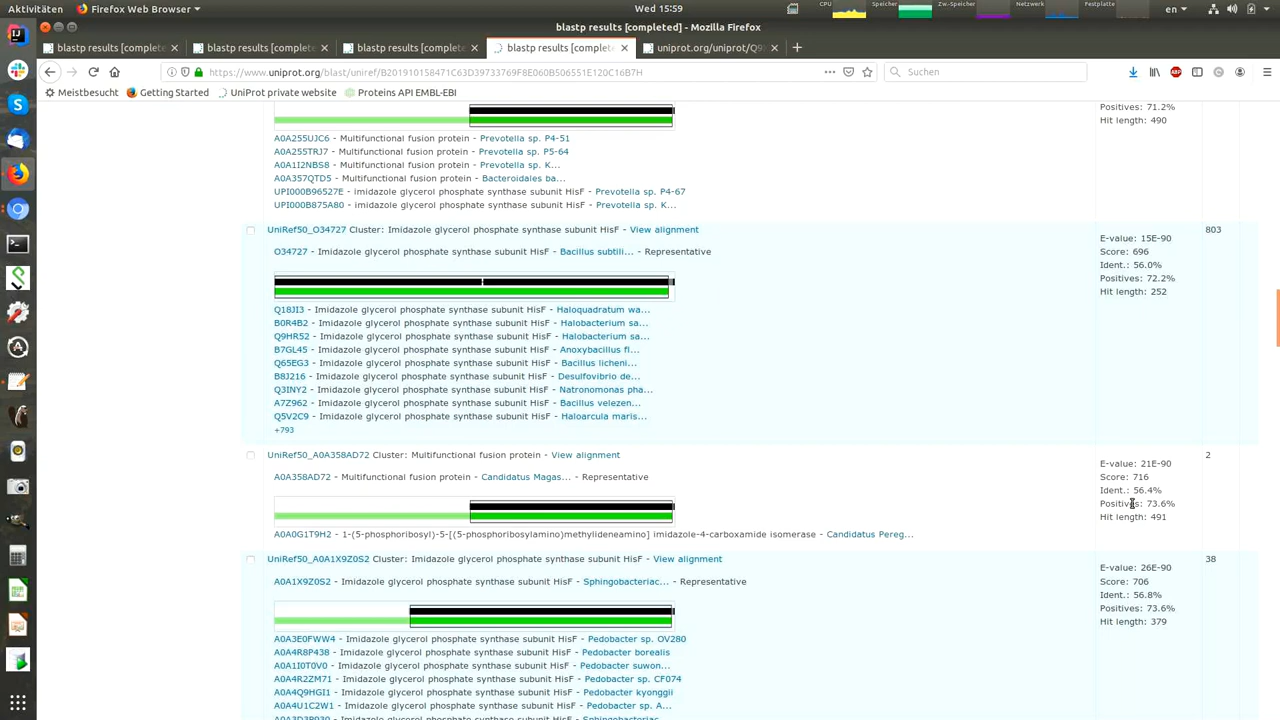 Aktivitäten Firefox Web Browser Wed 15:59 CPU Speicher Zw.-Speicher Netzwerk Festplatte en
blastp results [completed] - Mozilla Firefox
blastp results [complete blastp results [complete blastp results [complete blastp results [complete uniprot.org/uniprot/Q9
https://www.uniprot.org/blast/uniref/B201910158471C63D39733769F8E060B506551E120C16B7H Suchen
Meistbesucht Getting Started UniProt private website Proteins API EMBL-EBI
Positives: 71.2%
Hit length: 490
A0A255UJC6 - Multifunctional fusion protein - Prevotella sp. P4-51
A0A255TRJ7 - Multifunctional fusion protein - Prevotella sp. P5-64
A0A1I2NBS8 - Multifunctional fusion protein - Prevotella sp. K...
A0A357QTD5 - Multifunctional fusion protein - Bacteroidales ba...
UPI000B96527E - imidazole glycerol phosphate synthase subunit HisF - Prevotella sp. P4-67
UPI000B875A80 - imidazole glycerol phosphate synthase subunit HisF - Prevotella sp. K...
UniRef50_O34727 Cluster: Imidazole glycerol phosphate synthase subunit HisF - View alignment 803
E-value: 15E-90
O34727 - Imidazole glycerol phosphate synthase subunit HisF - Bacillus subtili... - Representative
Score: 696
Ident.: 56.0%
Positives: 72.2%
Hit length: 252
Q18JI3 - Imidazole glycerol phosphate synthase subunit HisF - Haloquadratum wa...
B0R4B2 - Imidazole glycerol phosphate synthase subunit HisF - Halobacterium sa...
Q9HR52 - Imidazole glycerol phosphate synthase subunit HisF - Halobacterium sa...
B7GL45 - Imidazole glycerol phosphate synthase subunit HisF - Anoxybacillus fl...
Q65EG3 - Imidazole glycerol phosphate synthase subunit HisF - Bacillus licheni...
B8J216 - Imidazole glycerol phosphate synthase subunit HisF - Desulfovibrio de...
Q3INY2 - Imidazole glycerol phosphate synthase subunit HisF - Natronomonas pha...
A7Z962 - Imidazole glycerol phosphate synthase subunit HisF - Bacillus velezen...
Q5V2C9 - Imidazole glycerol phosphate synthase subunit HisF - Haloarcula maris...
+793
UniRef50_A0A358AD72 Cluster: Multifunctional fusion protein - View alignment 2
E-value: 21E-90
A0A358AD72 - Multifunctional fusion protein - Candidatus Magas... - Representative
Score: 716
Ident.: 56.4%
Positives: 73.6%
Hit length: 491
A0A0G1T9H2 - 1-(5-phosphoribosyl)-5-[(5-phosphoribosylamino)methylideneamino] imidazole-4-carboxamide isomerase - Candidatus Pereg...
UniRef50_A0A1X9Z0S2 Cluster: Imidazole glycerol phosphate synthase subunit HisF - View alignment 38
E-value: 26E-90
A0A1X9Z0S2 - Imidazole glycerol phosphate synthase subunit HisF - Sphingobacteriac... - Representative
Score: 706
Ident.: 56.8%
Positives: 73.6%
Hit length: 379
A0A3E0FWW4 - Imidazole glycerol phosphate synthase subunit HisF - Pedobacter sp. OV280
A0A4R8P438 - Imidazole glycerol phosphate synthase subunit HisF - Pedobacter borealis
A0A1I0T0V0 - Imidazole glycerol phosphate synthase subunit HisF - Pedobacter suwon...
A0A4R2ZM71 - Imidazole glycerol phosphate synthase subunit HisF - Pedobacter sp. CF074
A0A4Q9HGI1 - Imidazole glycerol phosphate synthase subunit HisF - Pedobacter kyonggii
A0A4U1C2W1 - Imidazole glycerol phosphate synthase subunit HisF - Pedobacter sp. A...